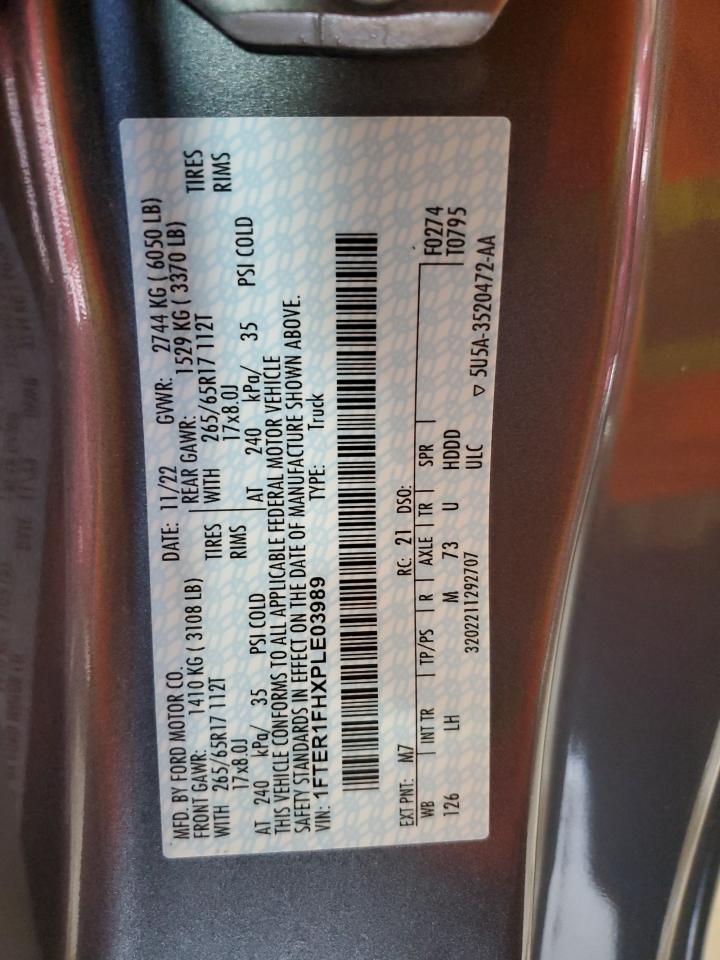 MFD. BY FORD MOTOR CO. DATE: 11/22 GVWR: 2744 KG ( 6050 LB)
FRONT GAWR: 1410 KG ( 3108 LB) REAR GAWR: 1529 KG ( 3370 LB)
WITH 265/65R17 112T TIRES WITH 265/65R17 112T TIRES
17x8.0J RIMS 17x8.0J RIMS
AT 240 kPa/ 35 PSI COLD AT 240 kPa/ 35 PSI COLD
THIS VEHICLE CONFORMS TO ALL APPLICABLE FEDERAL MOTOR VEHICLE
SAFETY STANDARDS IN EFFECT ON THE DATE OF MANUFACTURE SHOWN ABOVE.
VIN: 1FTER1FHXPLE03989 TYPE: Truck
EXT PNT: M7 RC: 21 DSO: F0274
WB INT TR TP/PS R AXLE TR SPR T0795
126 LH M 73 U HDDD
3202211292707 ULC ▽ 5U5A-3520472-AA